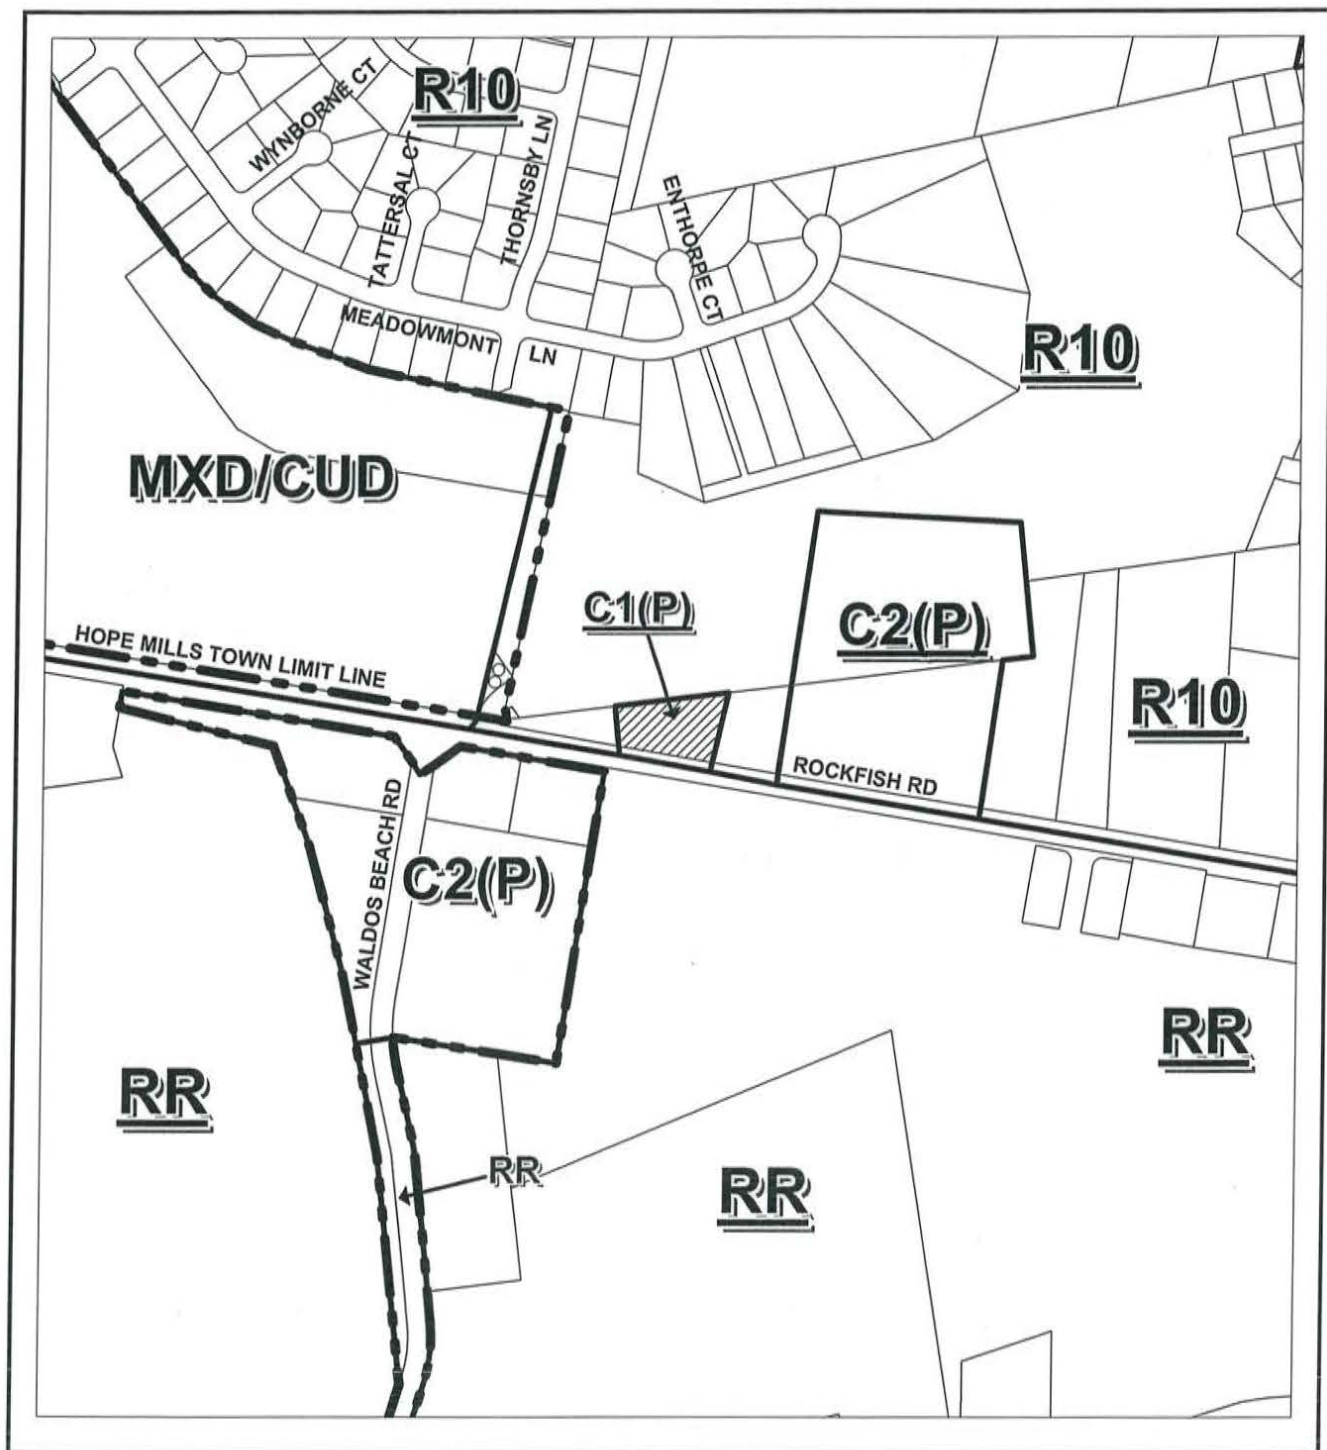 R10
WYNBORNE CT
TATTERSAL CT
THORNSBY LN
ENTHORPE CT
MEADOWMONT
LN
R10
MXD/CUD
C1(P)
C2(P)
HOPE MILLS TOWN LIMIT LINE
R10
ROCKFISH RD
WALDOS BEACH RD
C2(P)
RR
RR
RR
RR